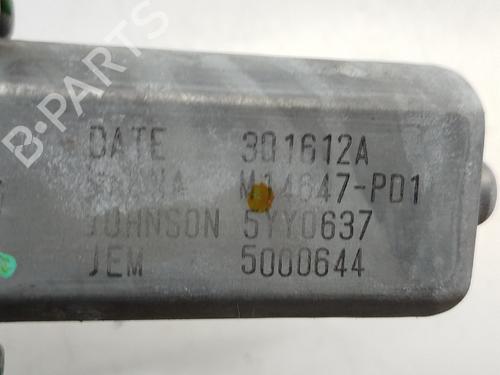 B-PARTS
DATE 301612A
M14647-PD1
JOHNSON 5YY0637
JEM 5000644